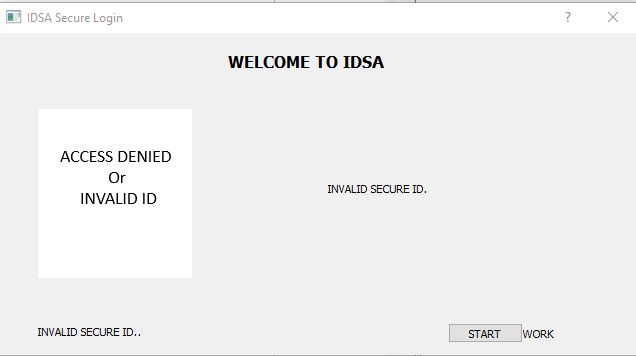 IDSA Secure Login
?
WELCOME TO IDSA
ACCESS DENIED
Or
INVALID ID
INVALID SECURE ID.
INVALID SECURE ID..
START WORK